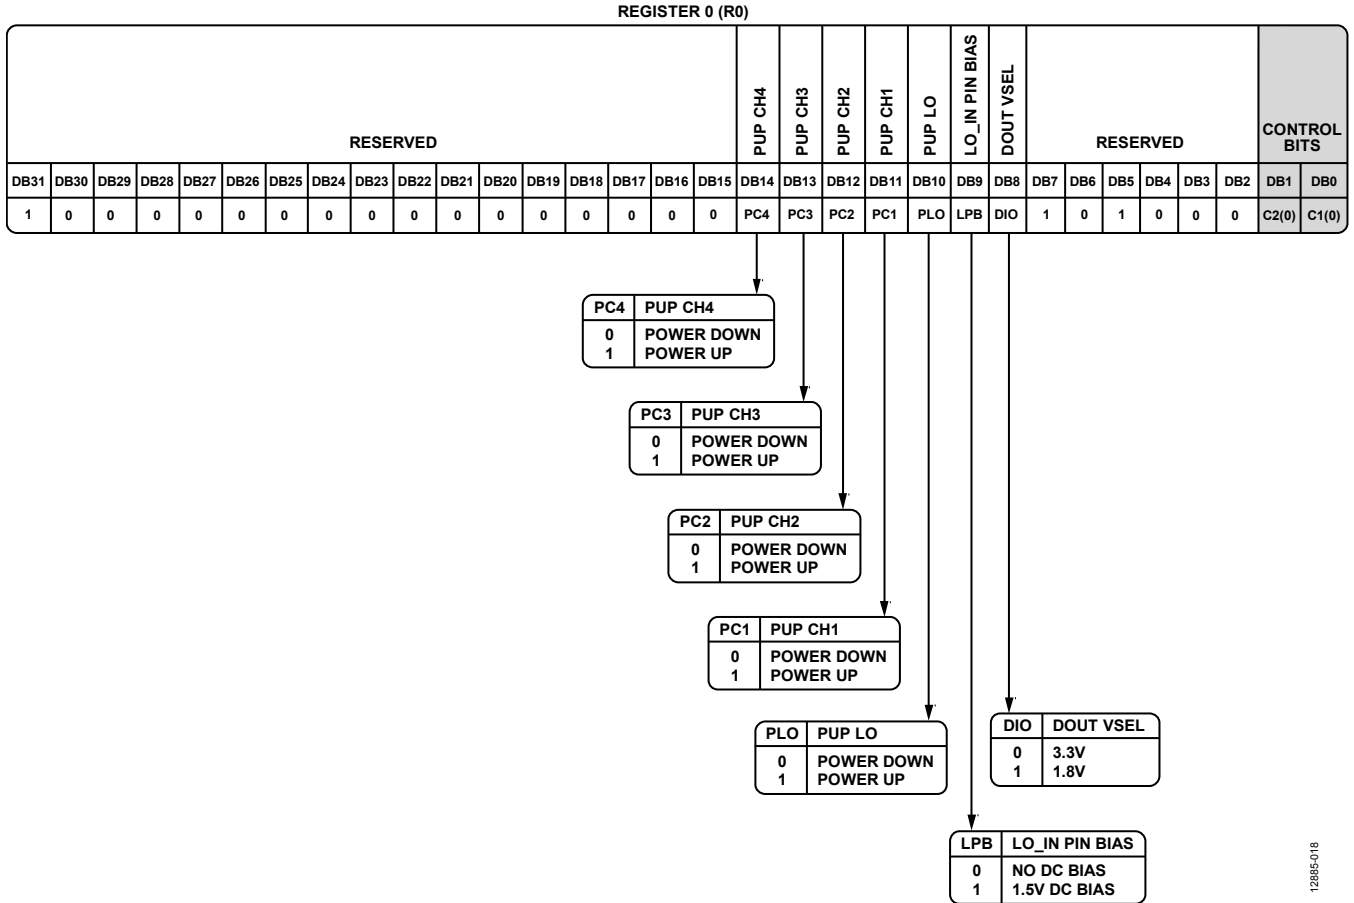 REGISTER 0 (R0)
RESERVED
PUP CH4
PUP CH3
PUP CH2
PUP CH1
PUP LO
LO_IN PIN BIAS
DOUT VSEL
RESERVED
CONTROL
BITS
DB31 DB30 DB29 DB28 DB27 DB26 DB25 DB24 DB23 DB22 DB21 DB20 DB19 DB18 DB17 DB16 DB15 DB14 DB13 DB12 DB11 DB10 DB9 DB8 DB7 DB6 DB5 DB4 DB3 DB2 DB1 DB0
1 0 0 0 0 0 0 0 0 0 0 0 0 0 0 0 0 PC4 PC3 PC2 PC1 PLO LPB DIO 1 0 1 0 0 0 C2(0) C1(0)
PC4 PUP CH4
0 POWER DOWN
1 POWER UP
PC3 PUP CH3
0 POWER DOWN
1 POWER UP
PC2 PUP CH2
0 POWER DOWN
1 POWER UP
PC1 PUP CH1
0 POWER DOWN
1 POWER UP
PLO PUP LO
0 POWER DOWN
1 POWER UP
DIO DOUT VSEL
0 3.3V
1 1.8V
LPB LO_IN PIN BIAS
0 NO DC BIAS
1 1.5V DC BIAS
12885-018